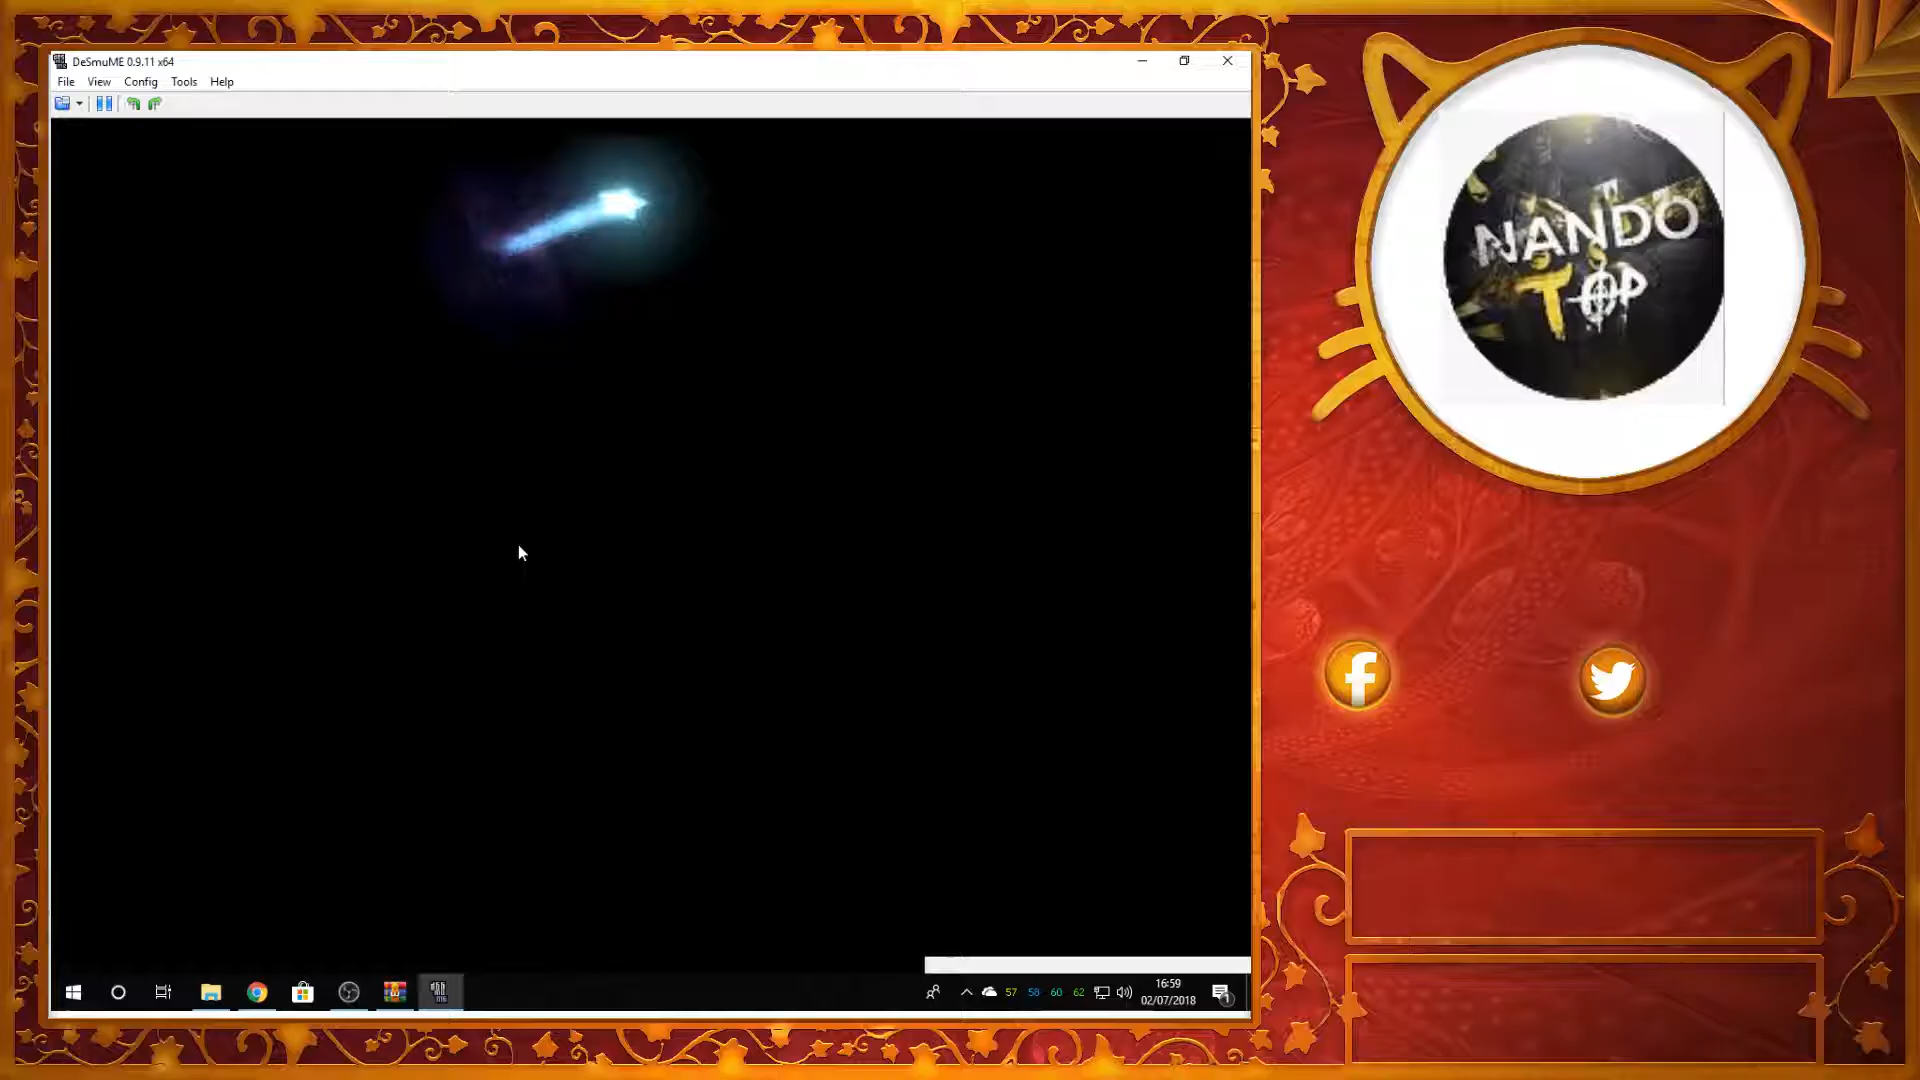 DeSmuME 0.9.11 x64
File View Config Tools Help
NANDO
TOP
57 58 60 62
16:59
02/07/2018
1